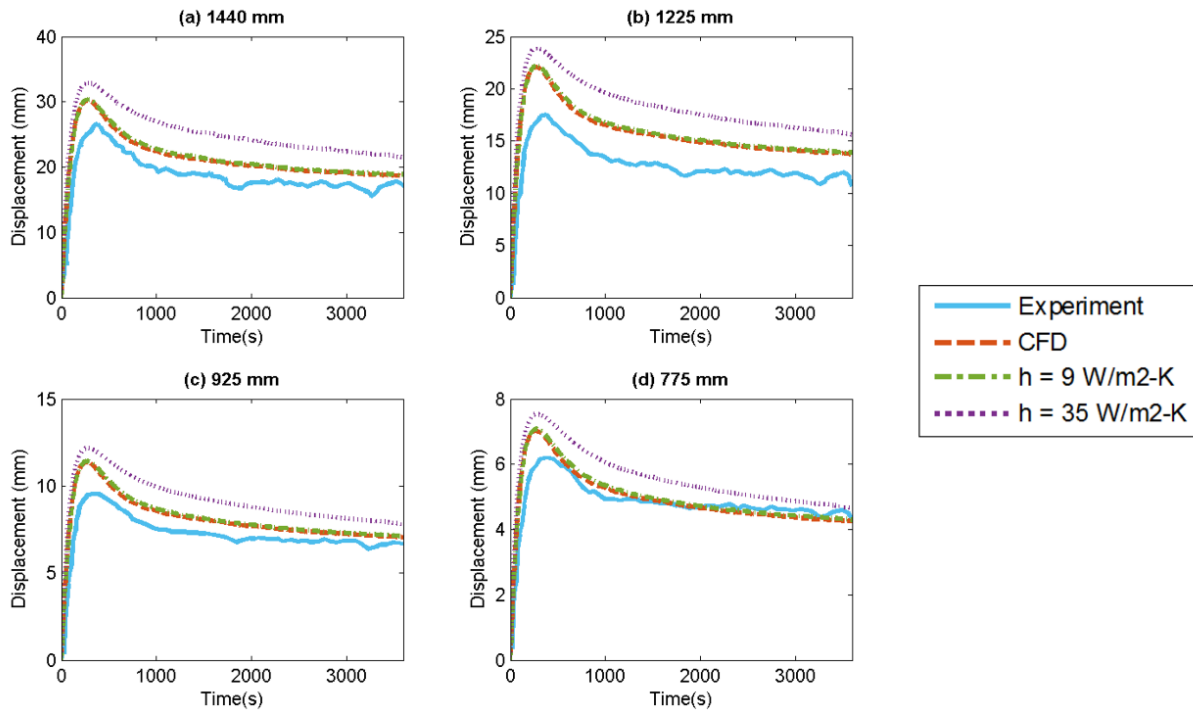 (a) 1440 mm
40
30
20
10
0
Displacement (mm)
0 1000 2000 3000
Time(s)
(b) 1225 mm
25
20
15
10
5
0
Displacement (mm)
0 1000 2000 3000
Time(s)
(c) 925 mm
15
10
5
0
Displacement (mm)
0 1000 2000 3000
Time(s)
(d) 775 mm
8
6
4
2
0
Displacement (mm)
0 1000 2000 3000
Time(s)
Experiment
CFD
h = 9 W/m2-K
h = 35 W/m2-K